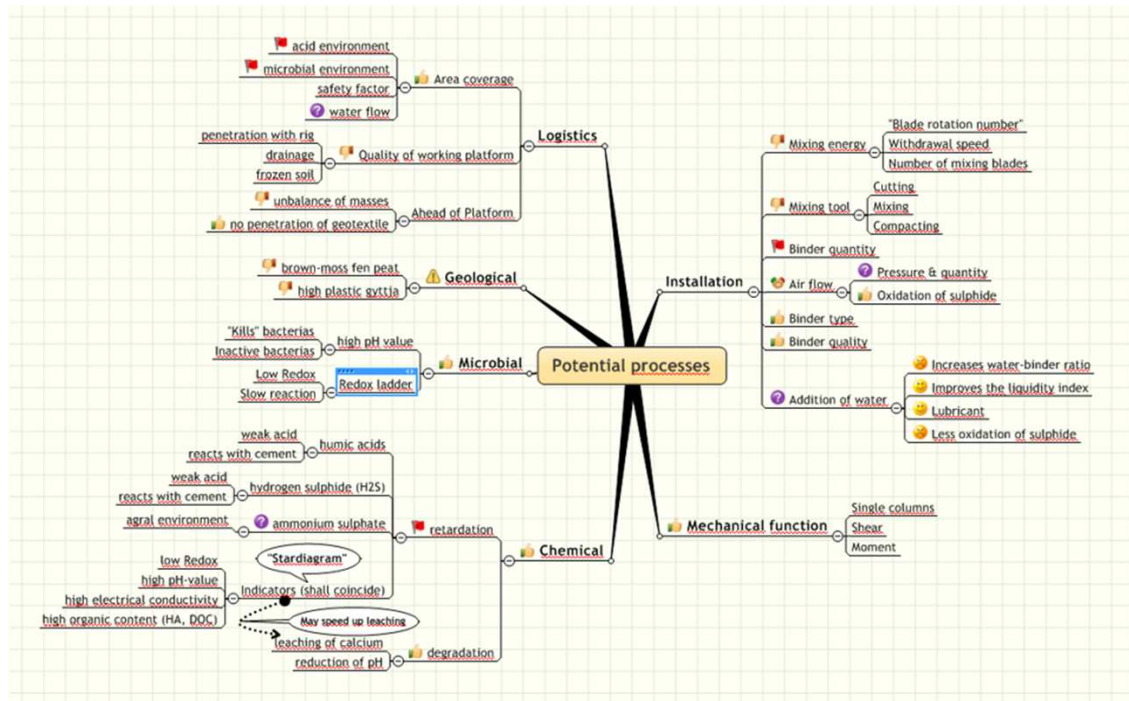 acid environment
microbial environment
safety factor
water flow
Area coverage
penetration with rig
drainage
frozen soil
Quality of working platform
unbalance of masses
no penetration of geotextile
Ahead of Platform
Logistics
brown-moss fen peat
high plastic gyttja
Geological
"Kills" bacterias
Inactive bacterias
high pH value
Low Redox
Slow reaction
Redox ladder
Microbial
weak acid
reacts with cement
humic acids
weak acid
reacts with cement
hydrogen sulphide (H2S)
agral environment
ammonium sulphate
"Stardiagram"
low Redox
high pH-value
high electrical conductivity
high organic content (HA, DOC)
Indicators (shall coincide)
May speed up leaching
retardation
leaching of calcium
reduction of pH
degradation
Chemical
Potential processes
Installation
Mixing energy
"Blade rotation number"
Withdrawal speed
Number of mixing blades
Mixing tool
Cutting
Mixing
Compacting
Binder quantity
Air flow
Pressure & quantity
Oxidation of sulphide
Binder type
Binder quality
Addition of water
Increases water-binder ratio
Improves the liquidity index
Lubricant
Less oxidation of sulphide
Mechanical function
Single columns
Shear
Moment